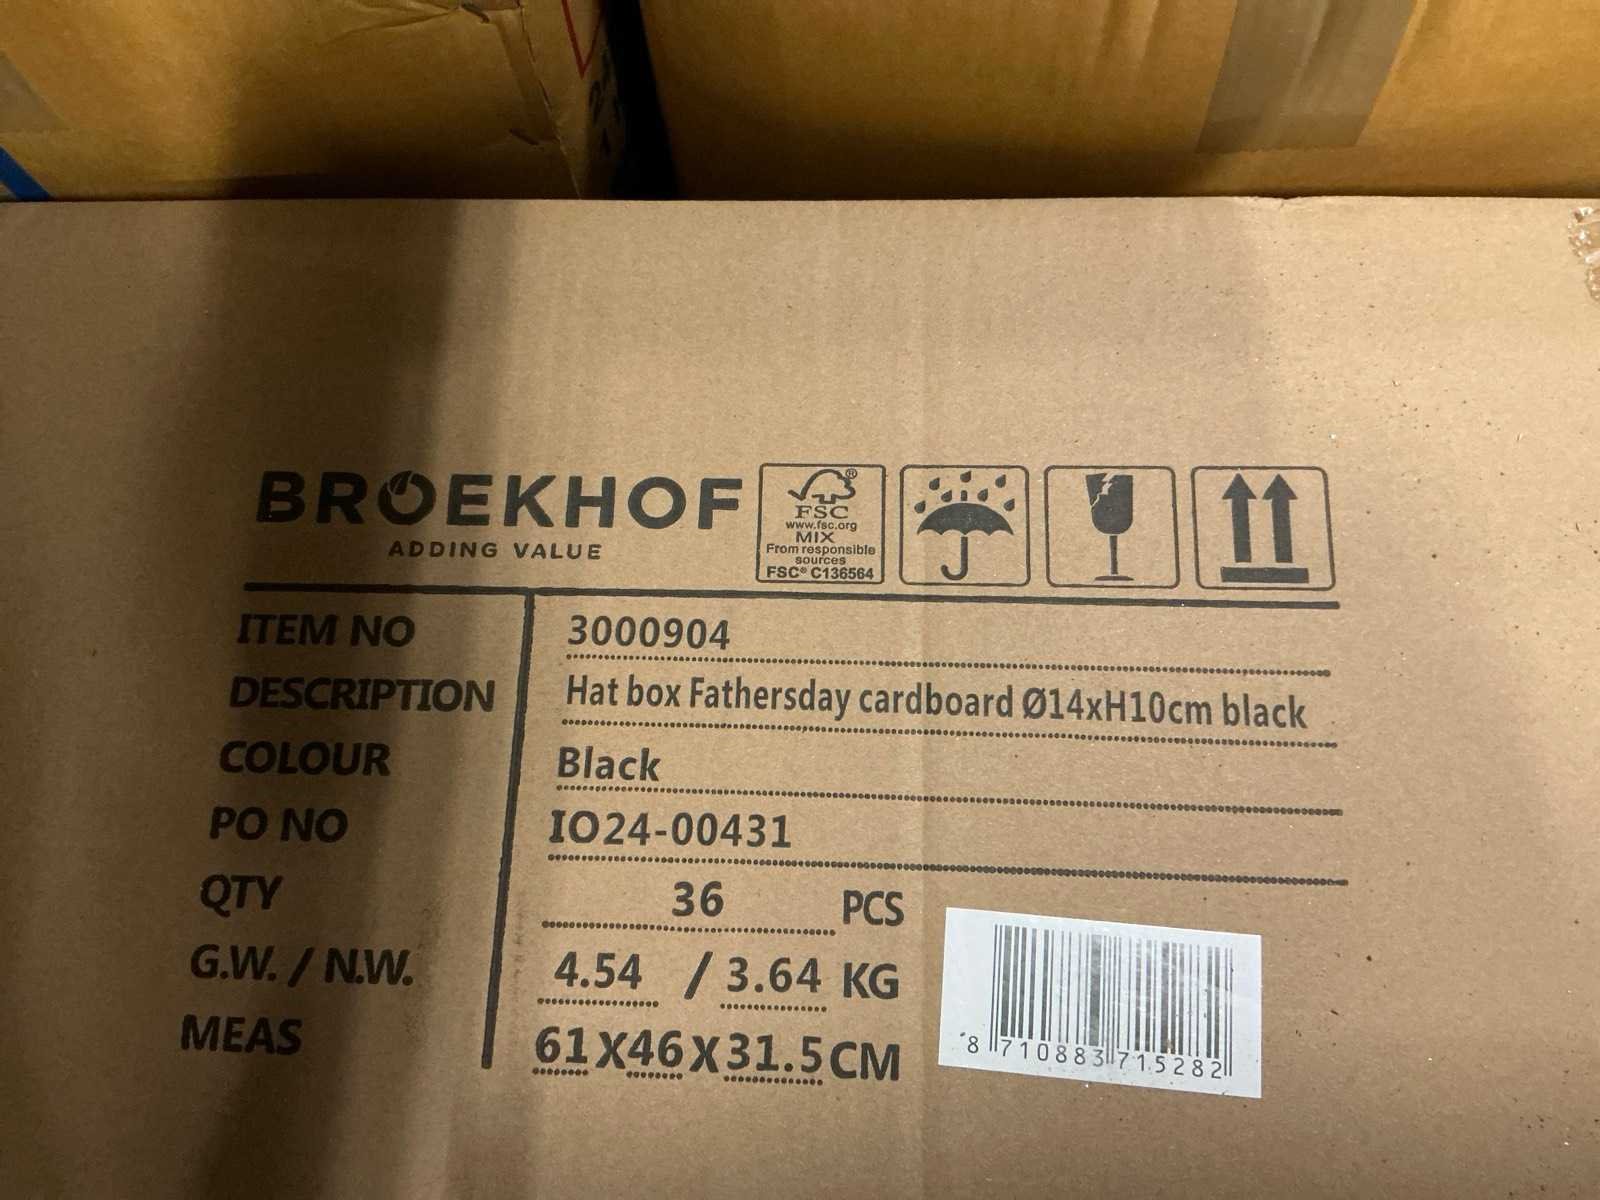 BROEKHOF
ADDING VALUE
FSC
www.fsc.org
MIX
From responsible
sources
FSC® C136564
ITEM NO 3000904
DESCRIPTION Hat box Fathersday cardboard Ø14xH10cm black
COLOUR Black
PO NO IO24-00431
QTY 36 PCS
G.W. / N.W. 4.54 / 3.64 KG
MEAS 61X46X31.5CM
8 710883 715282